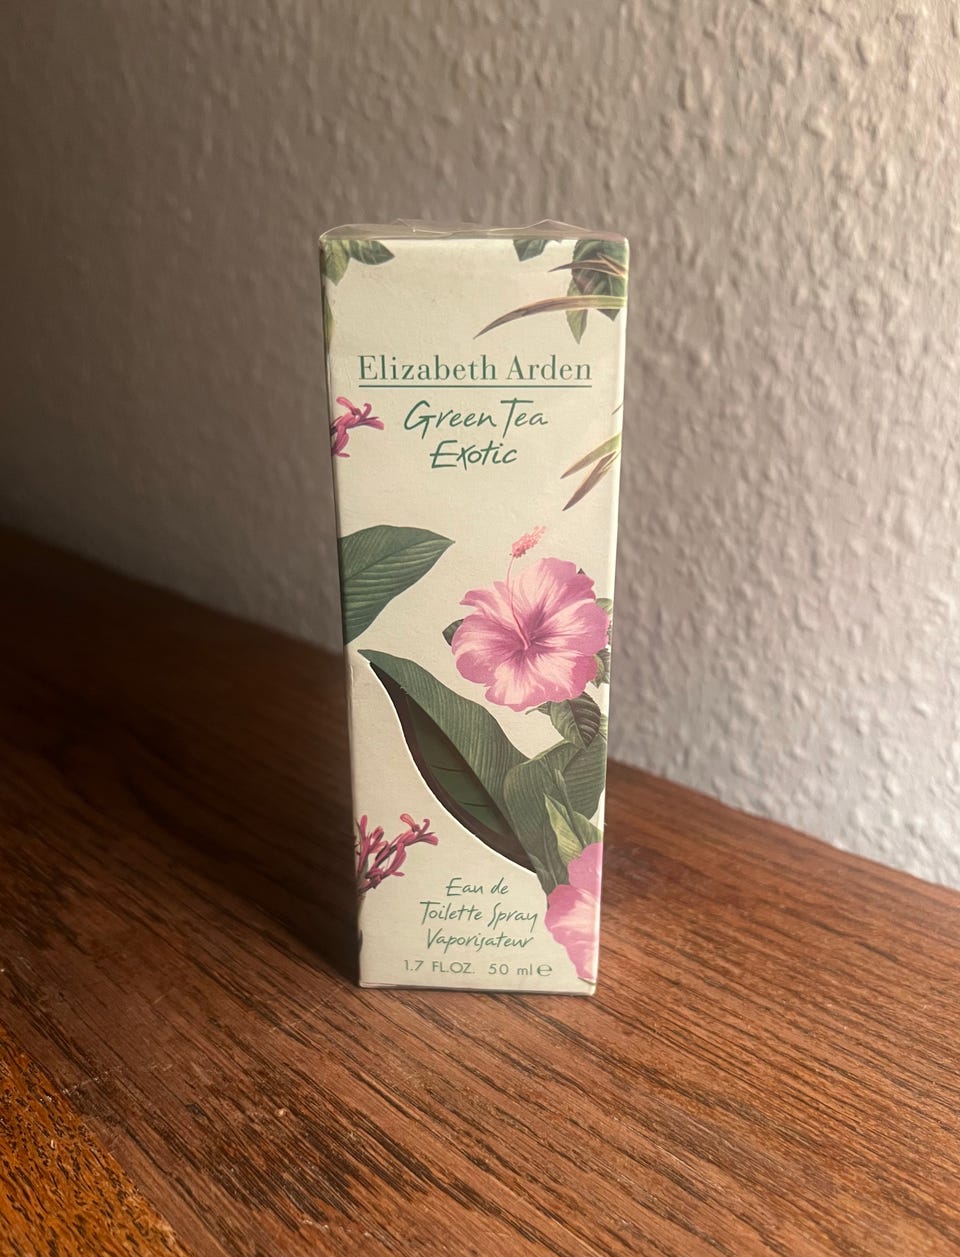 Elizabeth Arden
Green Tea
Exotic
Eau de
Toilette Spray
Vaporisateur
1.7 FL.OZ. 50 ml ℮